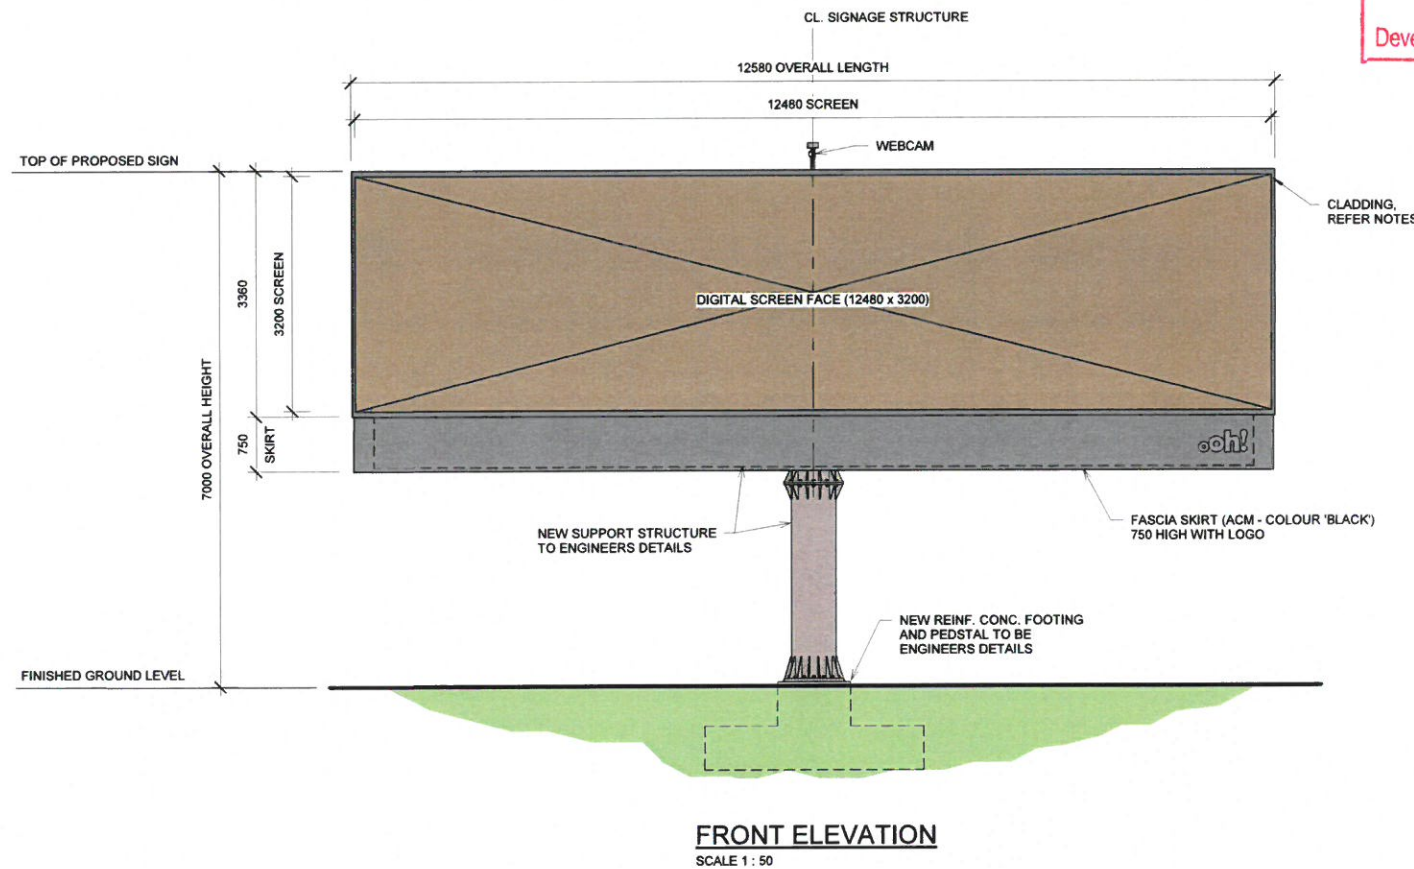 CL. SIGNAGE STRUCTURE
Deve
12580 OVERALL LENGTH
12480 SCREEN
WEBCAM
TOP OF PROPOSED SIGN
CLADDING,
REFER NOTES
3360
3200 SCREEN
DIGITAL SCREEN FACE (12480 x 3200)
7000 OVERALL HEIGHT
750
SKIRT
ooh!
NEW SUPPORT STRUCTURE
TO ENGINEERS DETAILS
FASCIA SKIRT (ACM - COLOUR 'BLACK')
750 HIGH WITH LOGO
NEW REINF. CONC. FOOTING
AND PEDSTAL TO BE
ENGINEERS DETAILS
FINISHED GROUND LEVEL
FRONT ELEVATION
SCALE 1 : 50